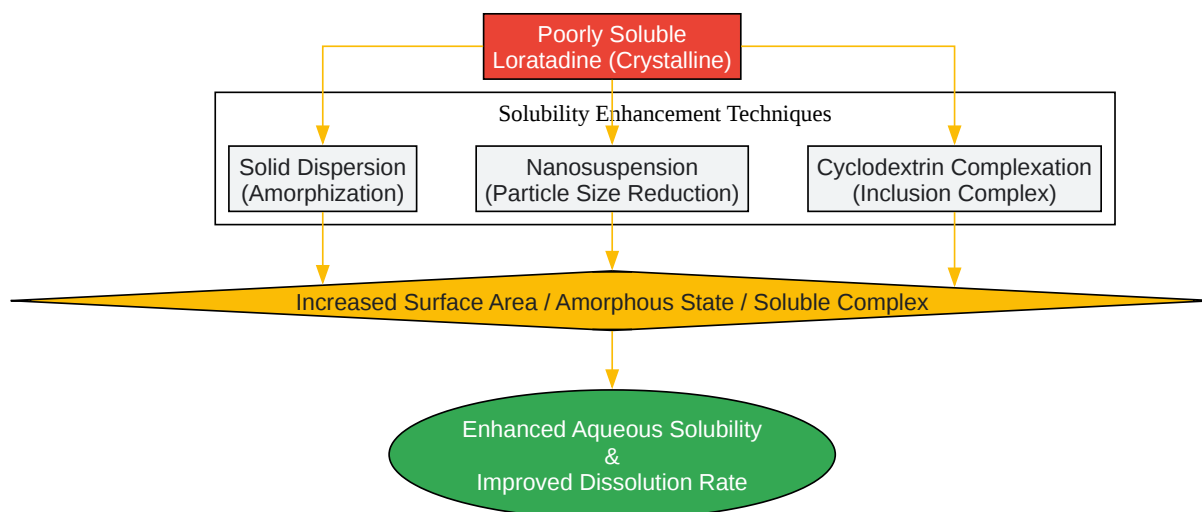 Poorly Soluble
Loratadine (Crystalline)
Solubility Enhancement Techniques
Solid Dispersion
(Amorphization)
Nanosuspension
(Particle Size Reduction)
Cyclodextrin Complexation
(Inclusion Complex)
Increased Surface Area / Amorphous State / Soluble Complex
Enhanced Aqueous Solubility
&
Improved Dissolution Rate